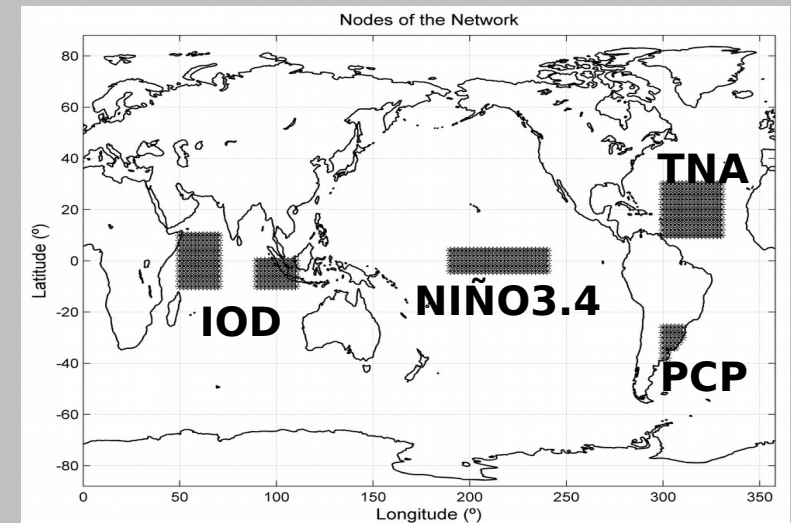 Nodes of the Network
80
60
40
20
0
-20
-40
-60
-80
Latitude (º)
TNA
IOD
NIÑO3.4
PCP
0 50 100 150 200 250 300 350
Longitude (º)